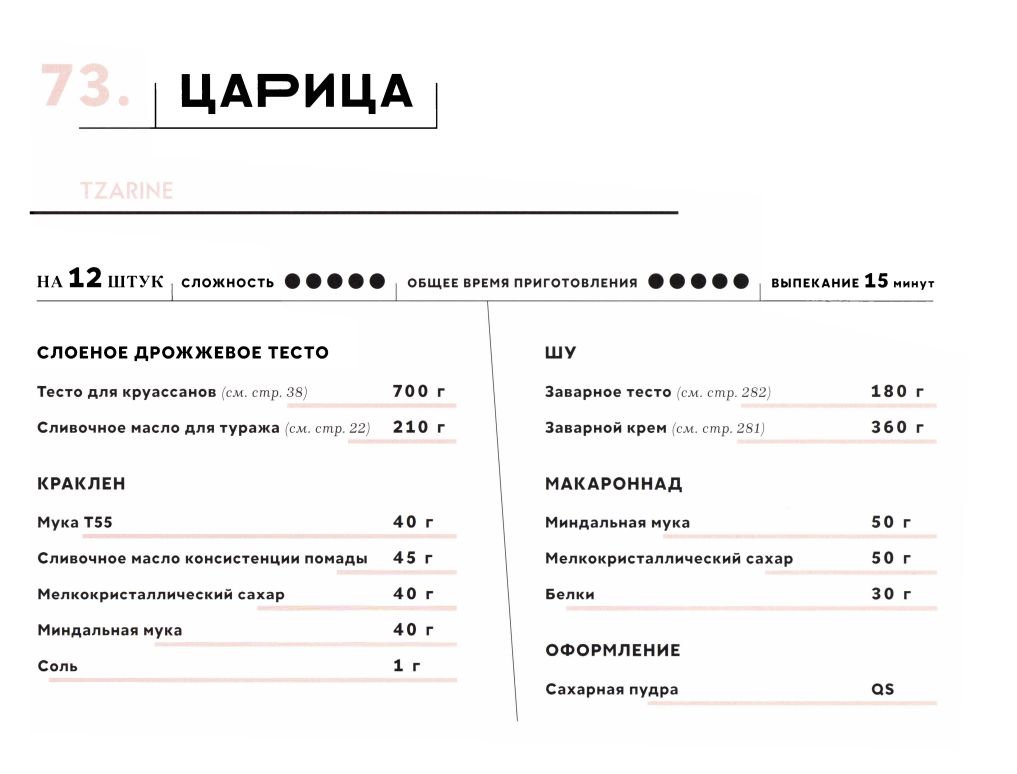 73. ЦАРИЦА
TZARINE
НА 12 ШТУК СЛОЖНОСТЬ ОБЩЕЕ ВРЕМЯ ПРИГОТОВЛЕНИЯ ВЫПЕКАНИЕ 15 минут
СЛОЕНОЕ ДРОЖЖЕВОЕ ТЕСТО
Тесто для круассанов (см. стр. 38) 700 г
Сливочное масло для туража (см. стр. 22) 210 г
КРАКЛЕН
Мука T55 40 г
Сливочное масло консистенции помады 45 г
Мелкокристаллический сахар 40 г
Миндальная мука 40 г
Соль 1 г
ШУ
Заварное тесто (см. стр. 282) 180 г
Заварной крем (см. стр. 281) 360 г
МАКАРОННАД
Миндальная мука 50 г
Мелкокристаллический сахар 50 г
Белки 30 г
ОФОРМЛЕНИЕ
Сахарная пудра QS